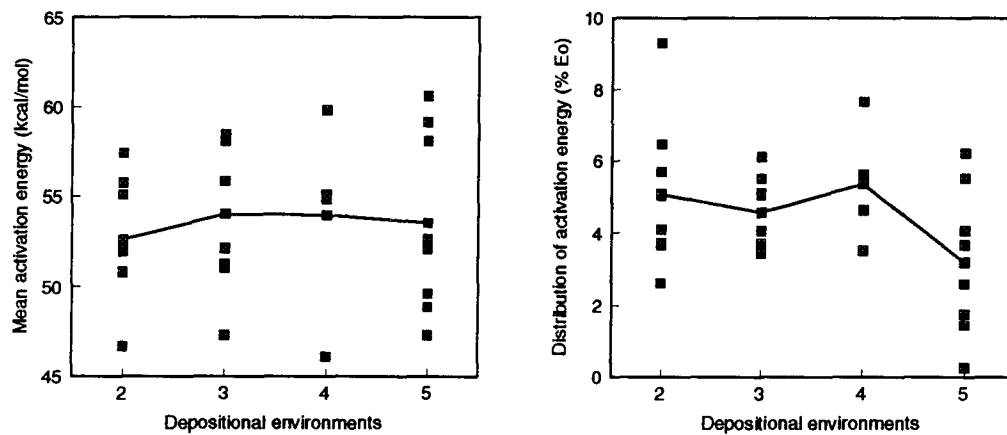 65
60
55
50
45
Mean activation energy (kcal/mol)
2 3 4 5
Depositional environments
10
8
6
4
2
0
Distribution of activation energy (% Eo)
2 3 4 5
Depositional environments